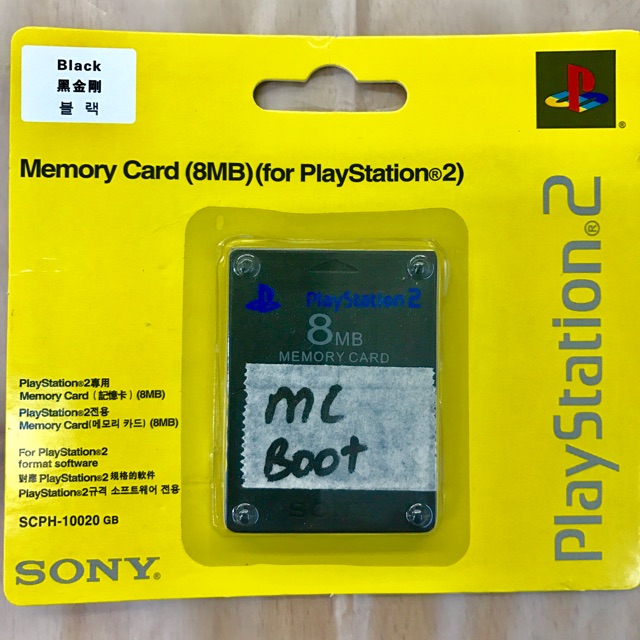 Black
黑金剛
블랙
Memory Card (8MB)(for PlayStation®2)
PlayStation®2
PlayStation 2
8MB
MEMORY CARD
MC
BOOT
SONY
PlayStation®2專用
Memory Card (記憶卡) (8MB)
PlayStation®2전용
Memory Card(메모리 카드) (8MB)
For PlayStation®2
format software
對應 PlayStation®2 規格的軟件
PlayStation®2규격 소프트웨어 전용
SCPH-10020 GB
SONY®